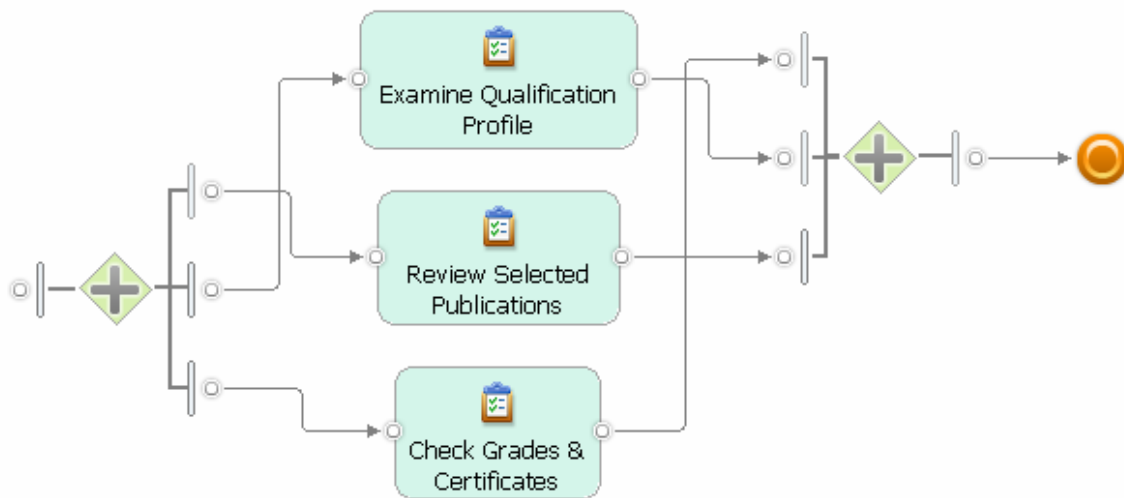 Examine Qualification
Profile
Review Selected
Publications
Check Grades &
Certificates